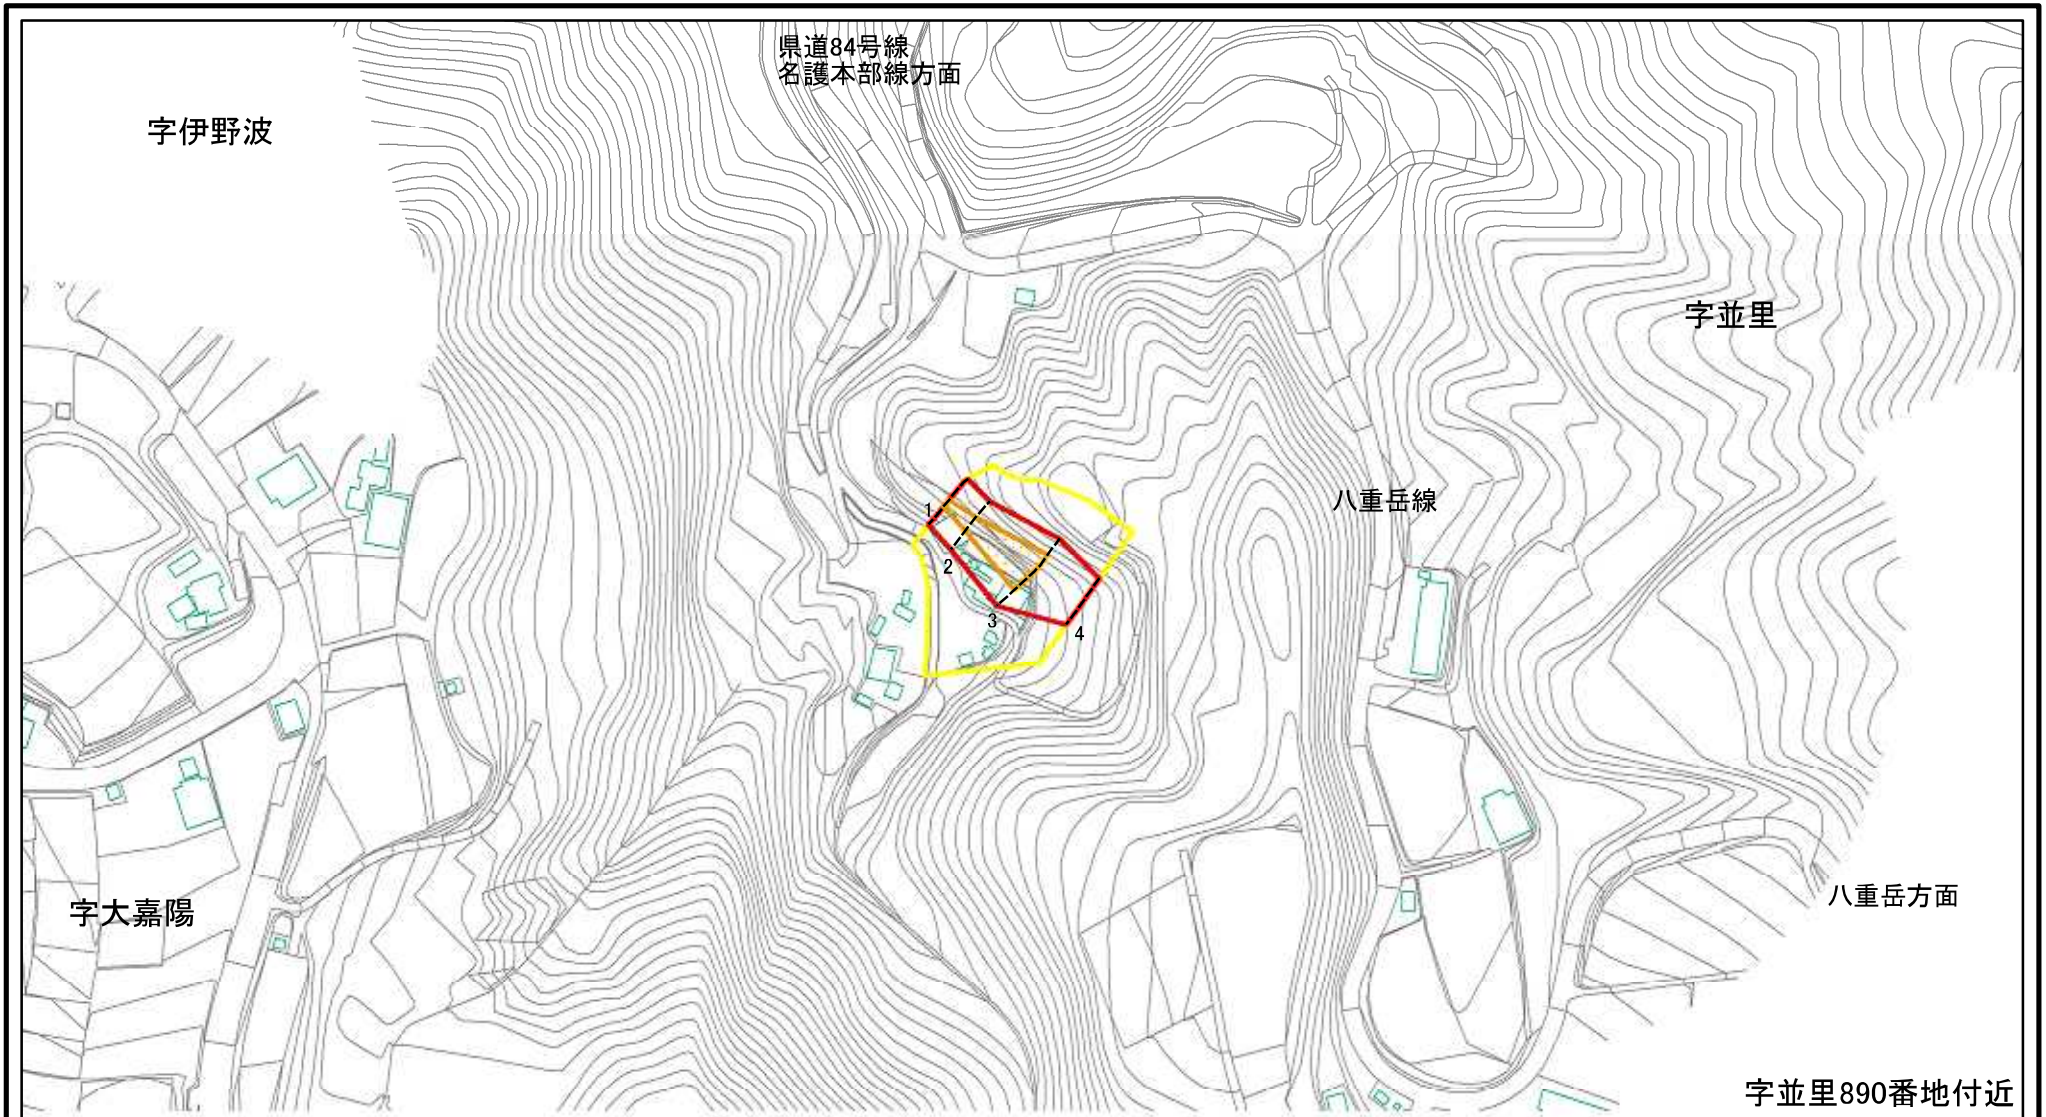 県道84号線
名護本部線方面
字伊野波
字並里
八重岳線
1
2
3
4
八重岳方面
字大嘉陽
字並里890番地付近